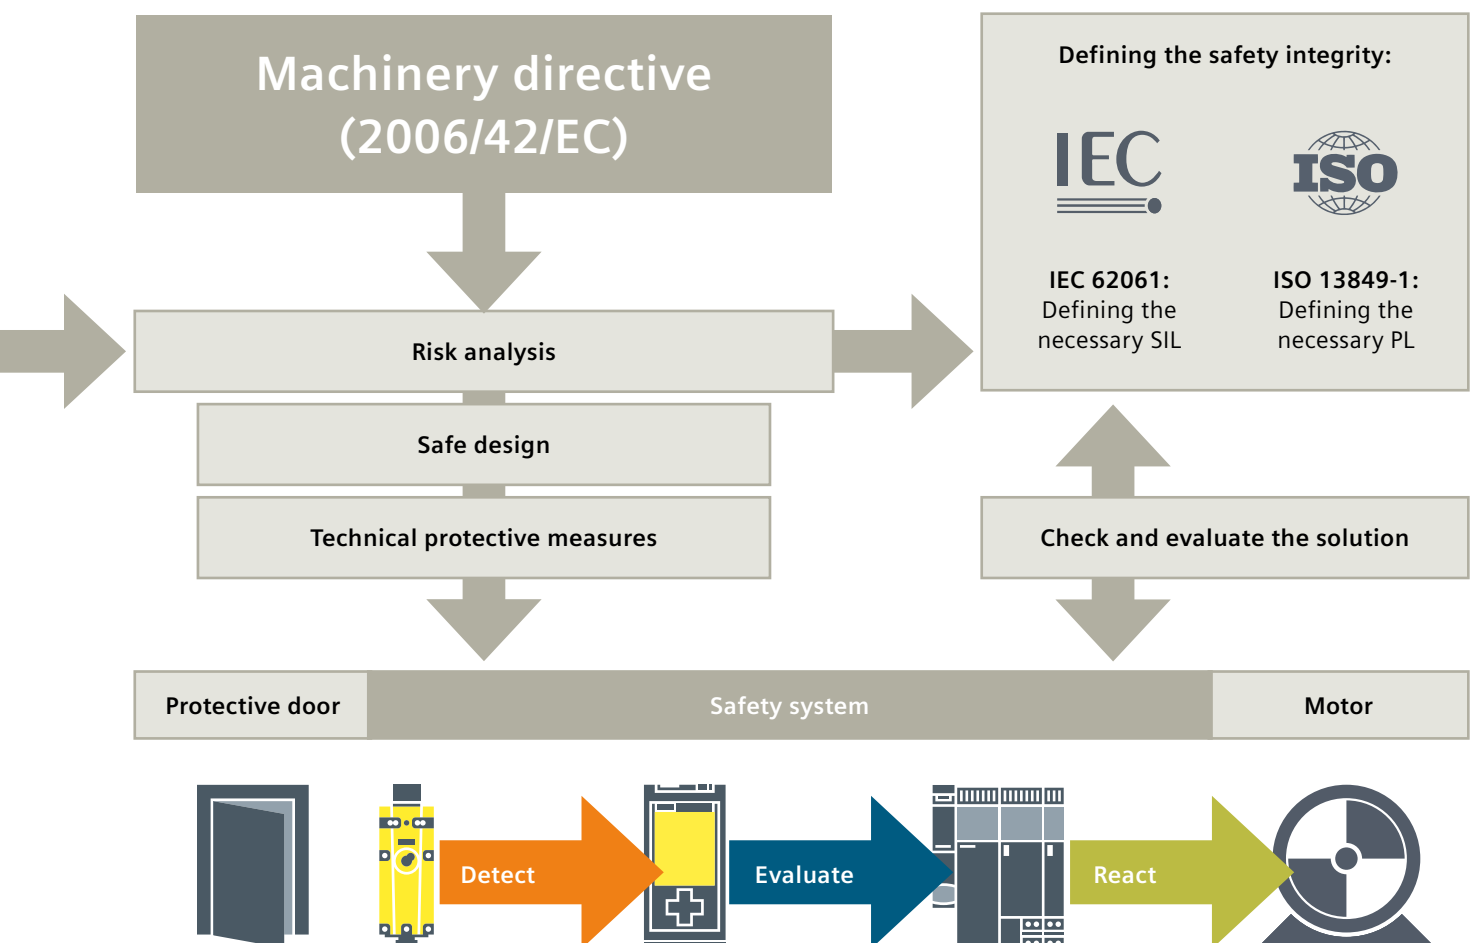 Machinery directive
(2006/42/EC)
Defining the safety integrity:
IEC
ISO
IEC 62061:
Defining the
necessary SIL
ISO 13849-1:
Defining the
necessary PL
Risk analysis
Safe design
Technical protective measures
Check and evaluate the solution
Protective door
Safety system
Motor
Detect
Evaluate
React